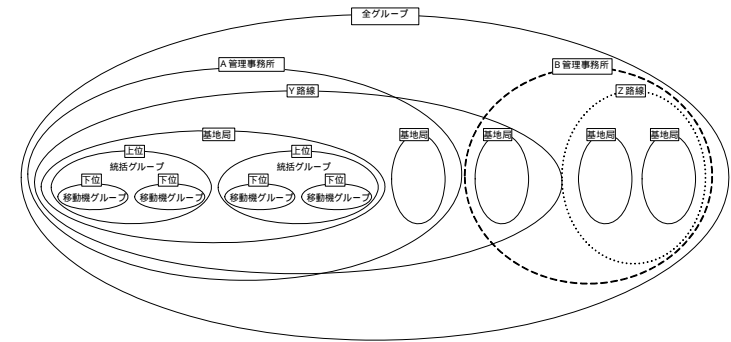 全グループ
A管理事務所
B管理事務所
Y路線
Z路線
基地局
基地局
基地局
基地局
基地局
上位
上位
統括グループ
統括グループ
下位
下位
下位
下位
移動機グループ
移動機グループ
移動機グループ
移動機グループ